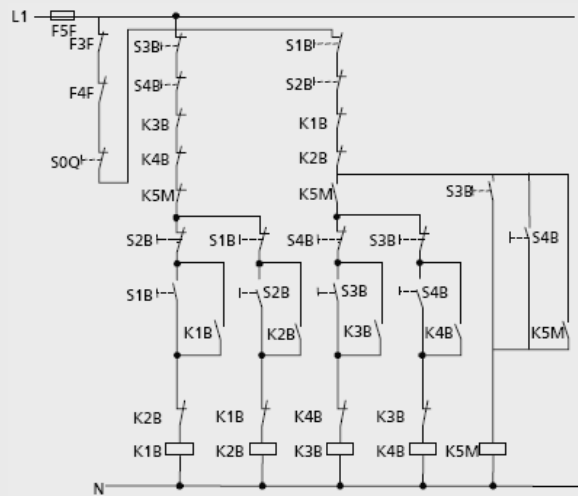 L1
F5F
F3F
S3B
S1B
F4F
S4B
S2B
K3B
K1B
S0Q
K4B
K2B
K5M
K5M
S3B
S2B
S1B
S4B
S3B
S4B
S1B
S2B
S3B
S4B
K1B
K2B
K3B
K4B
K5M
K2B
K1B
K4B
K3B
K1B
K2B
K3B
K4B
K5M
N